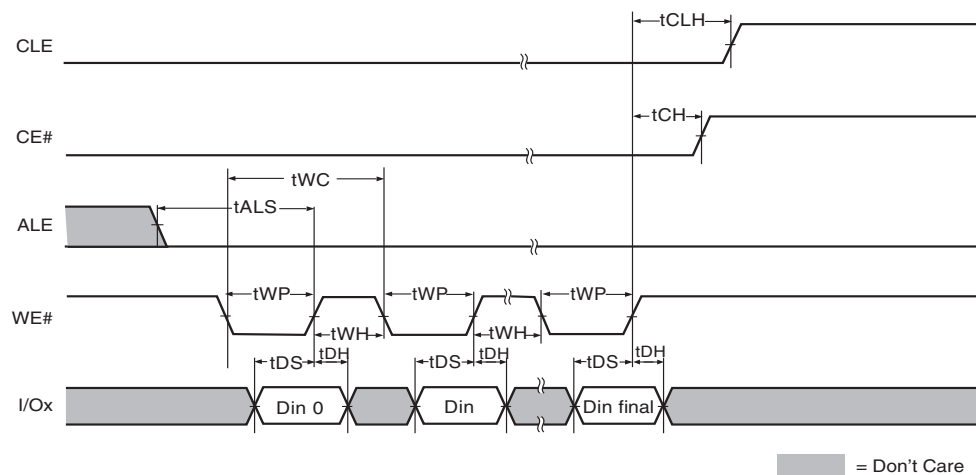 tCLH
CLE
tCH
CE#
tWC
tALS
ALE
tWP tWP tWP
WE#
tWH tWH
tDS tDH tDS tDH tDS tDH
I/Ox Din 0 Din Din final
= Don't Care